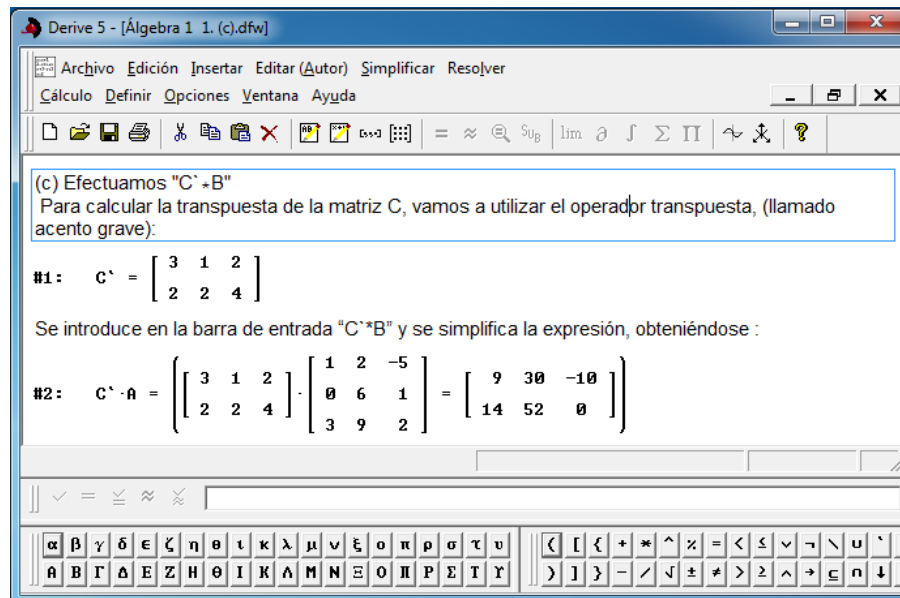 Derive 5 - [Álgebra 1 1. (c).dfw]
Archivo Edición Insertar Editar (Autor) Simplificar Resolver
Cálculo Definir Opciones Ventana Ayuda
= ≈ SUB lim ∂ ∫ Σ Π
(c) Efectuamos "C`*B"
Para calcular la transpuesta de la matriz C, vamos a utilizar el operador transpuesta, (llamado
acento grave):
#1: C` = [ 3 1 2
2 2 4 ]
Se introduce en la barra de entrada “C`*B” y se simplifica la expresión, obteniéndose :
#2: C`·A = ([ 3 1 2
2 2 4 ] · [ 1 2 -5
0 6 1
3 9 2 ] = [ 9 30 -10
14 52 0 ])
α β γ δ ε ζ η θ ι κ λ μ ν ξ ο π ρ σ τ υ ( [ { + * ^ % = < ≤ ∨ ¬ \ ∪ `
Α Β Γ Δ Ε Ζ Η Θ Ι Κ Λ Μ Ν Ξ Ο Π Ρ Σ Τ Υ ) ] } - / √ ± ≠ > ≥ ∧ → ⊆ ∩ ↓